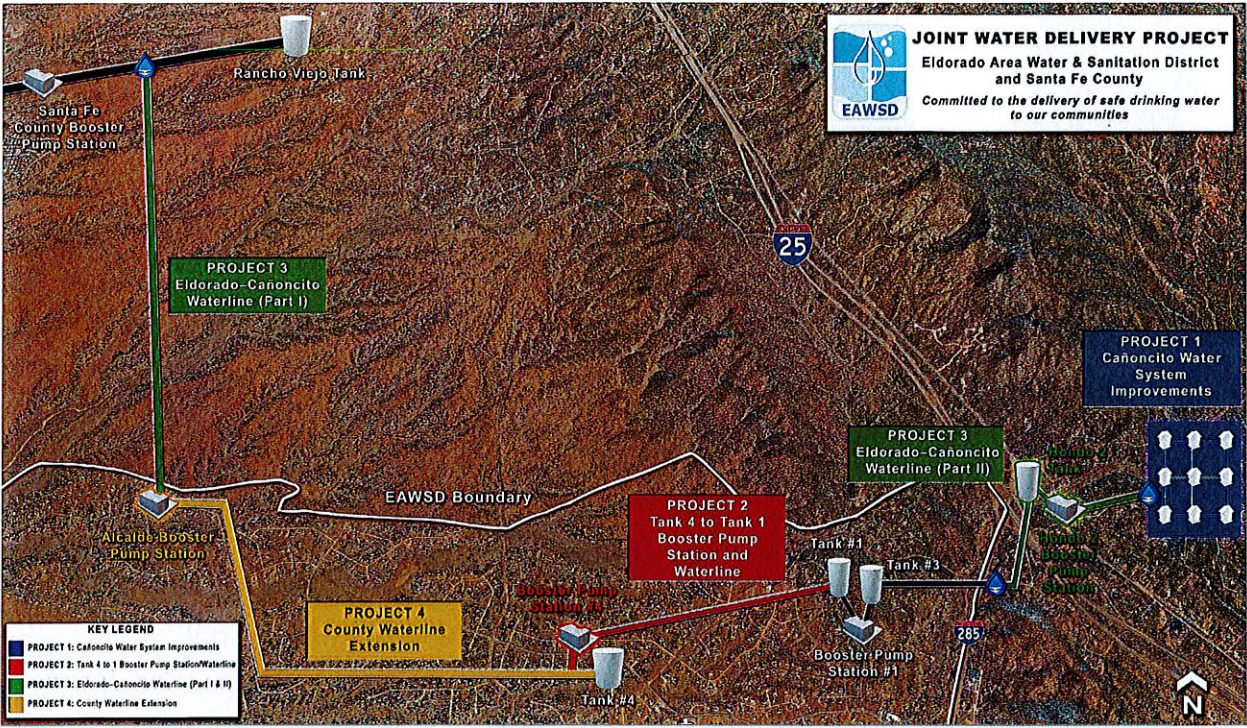 JOINT WATER DELIVERY PROJECT
Eldorado Area Water & Sanitation District
and Santa Fe County
Committed to the delivery of safe drinking water
to our communities
EAWSD
Rancho Viejo Tank
Santa Fe
County Booster
Pump Station
25
PROJECT 3
Eldorado-Cañoncito
Waterline (Part I)
PROJECT 1
Cañoncito Water
System
Improvements
PROJECT 3
Eldorado-Cañoncito
Waterline (Part II)
Hondo 2
Tank
EAWSD Boundary
PROJECT 2
Tank 4 to Tank 1
Booster Pump
Station and
Waterline
Alcalde Booster
Pump Station
Hondo 2
Booster
Pump
Station
Tank #1
Tank #3
Booster Pump
Station #4
PROJECT 4
County Waterline
Extension
285
Booster Pump
Station #1
Tank #4
KEY LEGEND
PROJECT 1: Cañoncito Water System Improvements
PROJECT 2: Tank 4 to 1 Booster Pump Station/Waterline
PROJECT 3: Eldorado-Cañoncito Waterline (Part I & II)
PROJECT 4: County Waterline Extension
N